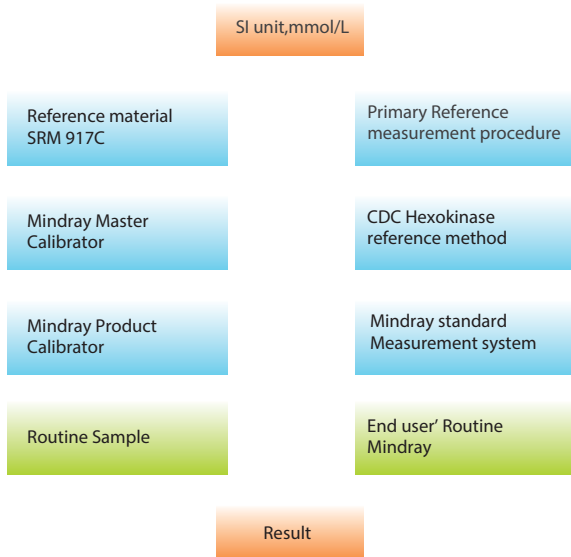 SI unit,mmol/L
Reference material
SRM 917C
Primary Reference
measurement procedure
Mindray Master
Calibrator
CDC Hexokinase
reference method
Mindray Product
Calibrator
Mindray standard
Measurement system
Routine Sample
End user' Routine
Mindray
Result